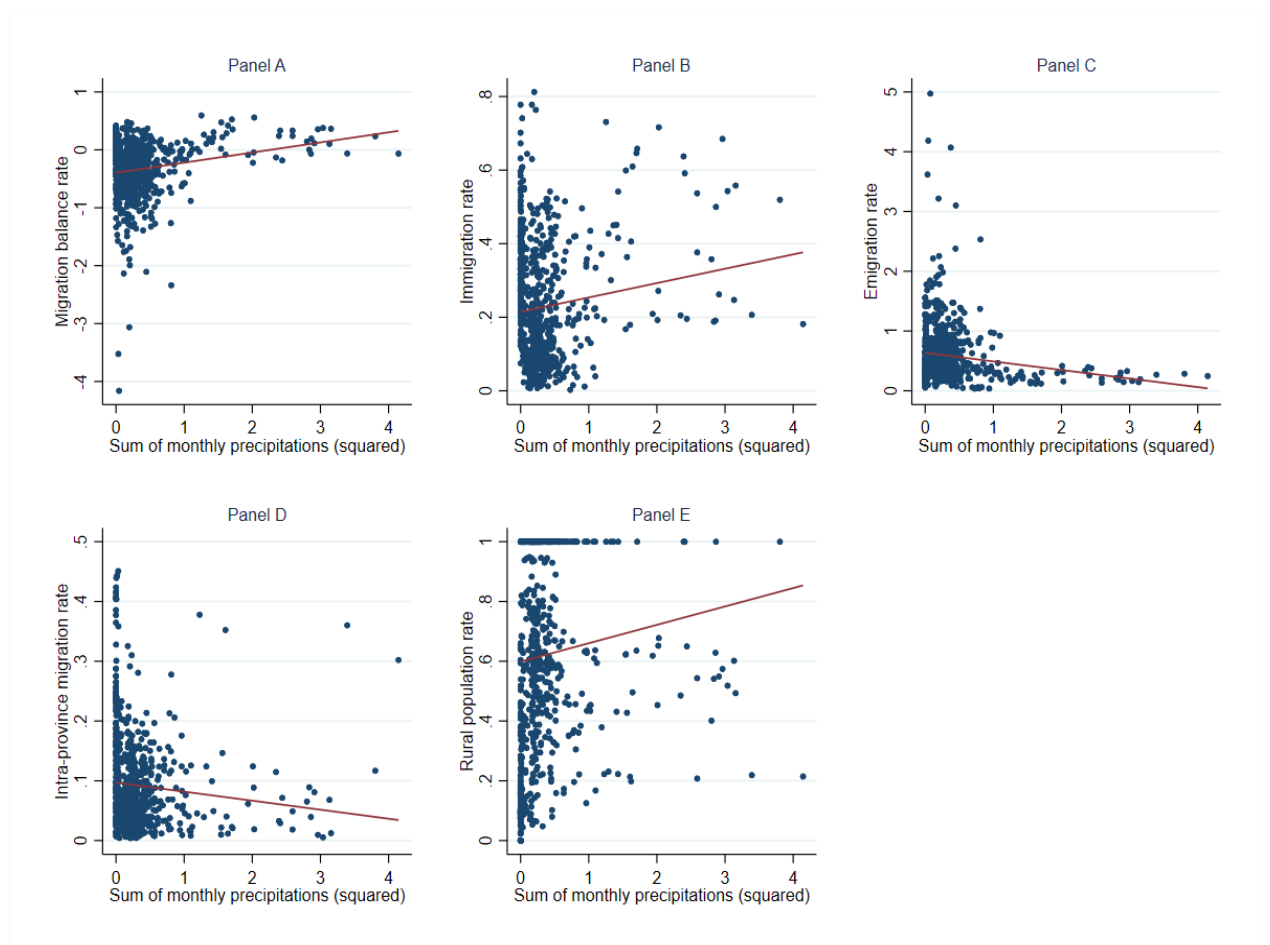 Panel A
Migration balance rate
1
0
-1
-2
-3
-4
0 1 2 3 4
Sum of monthly precipitations (squared)
Panel B
Immigration rate
.8
.6
.4
.2
0
0 1 2 3 4
Sum of monthly precipitations (squared)
Panel C
Emigration rate
5
4
3
2
1
0
0 1 2 3 4
Sum of monthly precipitations (squared)
Panel D
Intra-province migration rate
.5
.4
.3
.2
.1
0
0 1 2 3 4
Sum of monthly precipitations (squared)
Panel E
Rural population rate
1
.8
.6
.4
.2
0
0 1 2 3 4
Sum of monthly precipitations (squared)